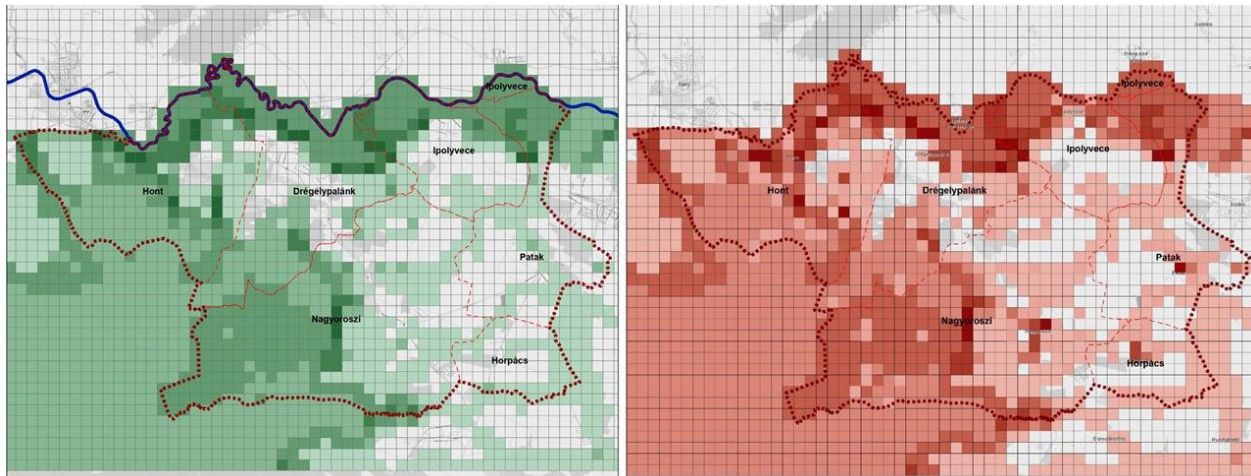 Ipolyvece
Ipolyvece
Hont
Drégelypalánk
Patak
Nagyoroszi
Horpács
Ipolyvece
Ipolyvece
Hont
Drégelypalánk
Patak
Nagyoroszi
Horpács